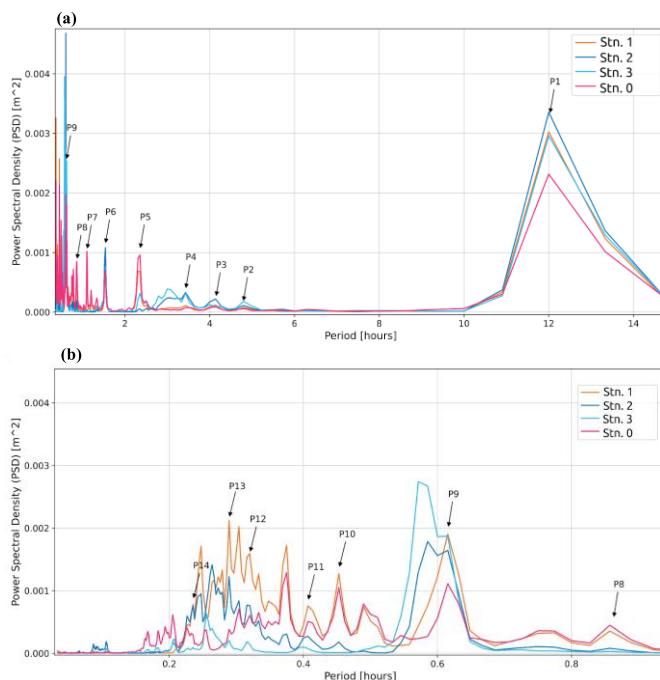 (a)
Power Spectral Density (PSD) [m^2]
0.004
0.003
0.002
0.001
0.000
P9
P8
P7
P6
P5
P4
P3
P2
P1
Stn. 1
Stn. 2
Stn. 3
Stn. 0
2
4
6
8
10
12
14
Period [hours]
(b)
Power Spectral Density (PSD) [m^2]
0.004
0.003
0.002
0.001
0.000
P14
P13
P12
P11
P10
P9
P8
Stn. 1
Stn. 2
Stn. 3
Stn. 0
0.2
0.4
0.6
0.8
Period [hours]